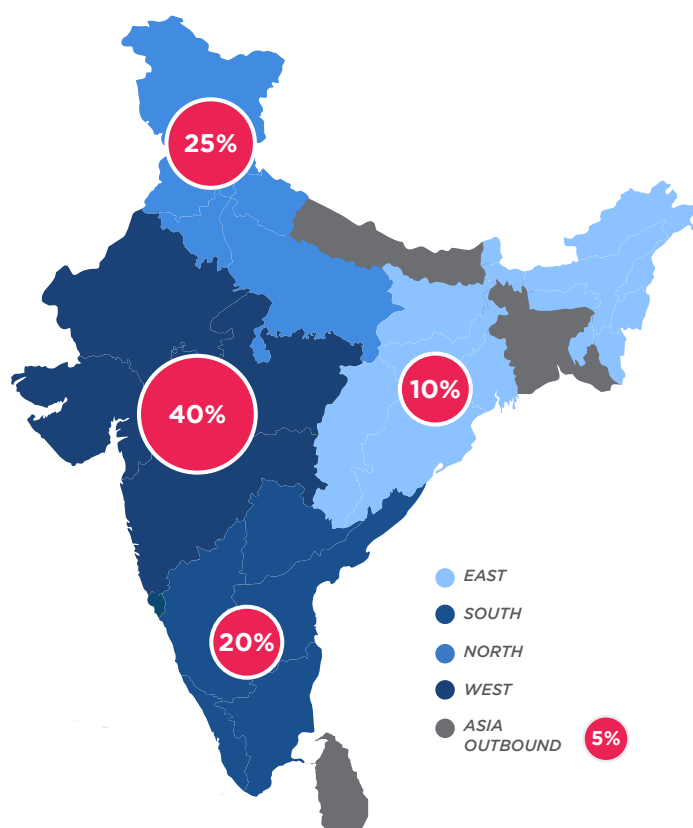 25%
40%
10%
20%
EAST
SOUTH
NORTH
WEST
ASIA
OUTBOUND
5%